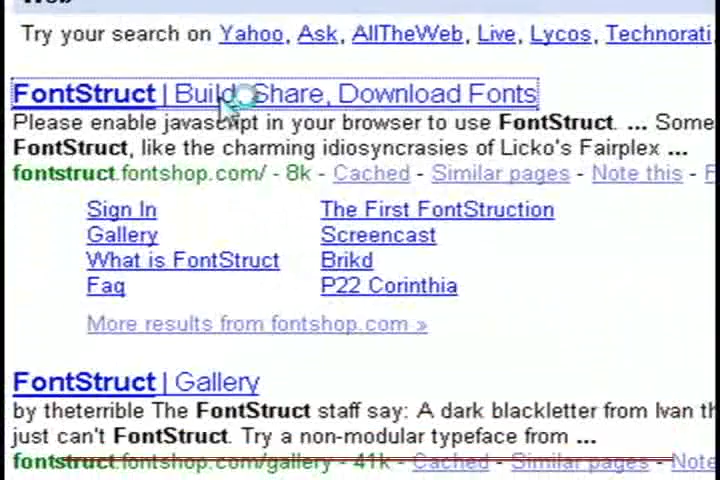 Try your search on Yahoo, Ask, AllTheWeb, Live, Lycos, Technorati
FontStruct | Build, Share, Download Fonts
Please enable javascript in your browser to use FontStruct. ... Some
FontStruct, like the charming idiosyncrasies of Licko's Fairplex ...
fontstruct.fontshop.com/ - 8k - Cached - Similar pages - Note this -
Sign In The First FontStruction
Gallery Screencast
What is FontStruct Brikd
Faq P22 Corinthia
More results from fontshop.com »
FontStruct | Gallery
by theterrible The FontStruct staff say: A dark blackletter from Ivan
just can't FontStruct. Try a non-modular typeface from ...
fontstruct.fontshop.com/gallery - 41k - Cached - Similar pages - Note